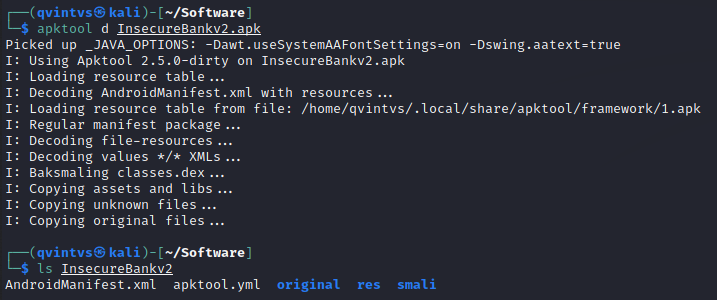 ┌──(qvintvs㉿kali)-[~/Software]
└─$ apktool d InsecureBankv2.apk
Picked up _JAVA_OPTIONS: -Dawt.useSystemAAFontSettings=on -Dswing.aatext=true
I: Using Apktool 2.5.0-dirty on InsecureBankv2.apk
I: Loading resource table...
I: Decoding AndroidManifest.xml with resources...
I: Loading resource table from file: /home/qvintvs/.local/share/apktool/framework/1.apk
I: Regular manifest package...
I: Decoding file-resources...
I: Decoding values */* XMLs...
I: Baksmaling classes.dex...
I: Copying assets and libs...
I: Copying unknown files...
I: Copying original files...
┌──(qvintvs㉿kali)-[~/Software]
└─$ ls InsecureBankv2
AndroidManifest.xml  apktool.yml  original  res  smali